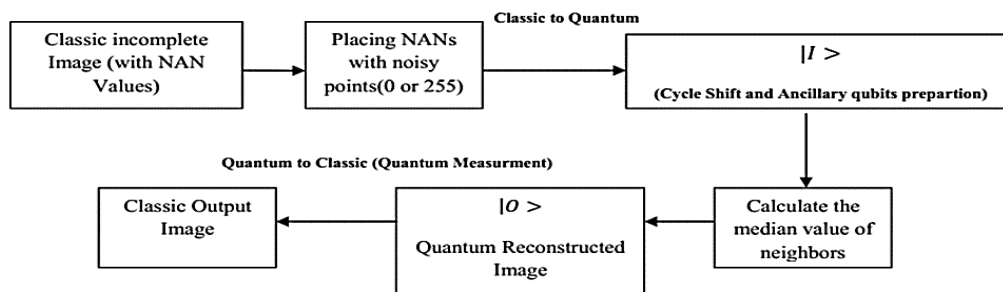 Classic to Quantum
Classic incomplete
Image (with NAN
Values)
Placing NANs
with noisy
points(0 or 255)
|I >
(Cycle Shift and Ancillary qubits prepartion)
Quantum to Classic (Quantum Measurment)
Calculate the
median value of
neighbors
|O >
Quantum Reconstructed
Image
Classic Output
Image